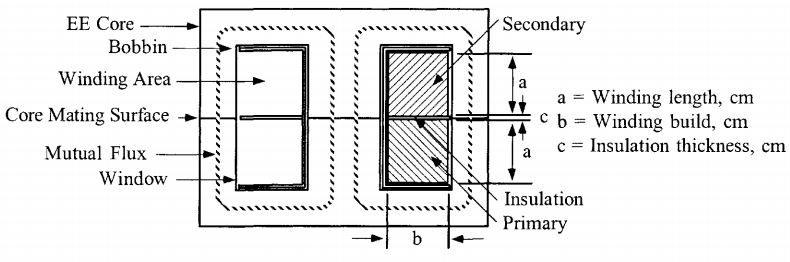 EE Core
Bobbin
Winding Area
Core Mating Surface
Mutual Flux
Window
Secondary
a
c
a
a = Winding length, cm
b = Winding build, cm
c = Insulation thickness, cm
Insulation
Primary
b